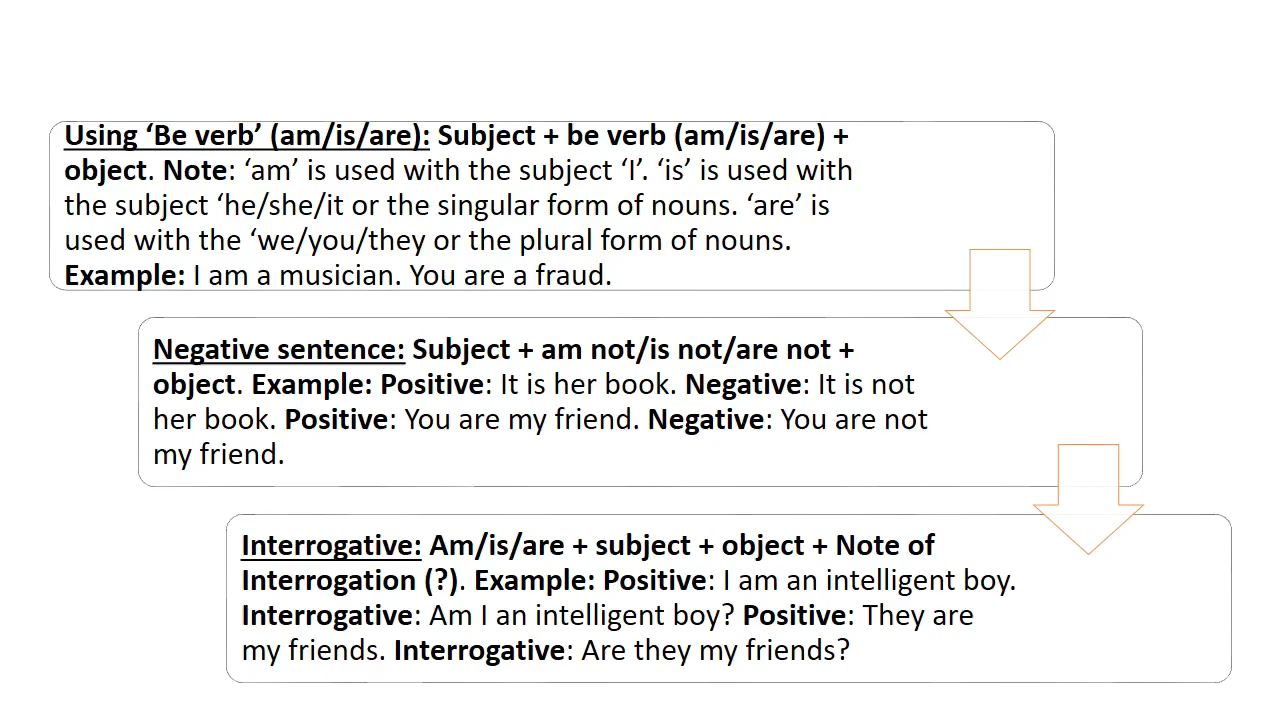 Using ‘Be verb’ (am/is/are): Subject + be verb (am/is/are) +
object. Note: ‘am’ is used with the subject ‘I’. ‘is’ is used with
the subject ‘he/she/it or the singular form of nouns. ‘are’ is
used with the ‘we/you/they or the plural form of nouns.
Example: I am a musician. You are a fraud.
Negative sentence: Subject + am not/is not/are not +
object. Example: Positive: It is her book. Negative: It is not
her book. Positive: You are my friend. Negative: You are not
my friend.
Interrogative: Am/is/are + subject + object + Note of
Interrogation (?). Example: Positive: I am an intelligent boy.
Interrogative: Am I an intelligent boy? Positive: They are
my friends. Interrogative: Are they my friends?